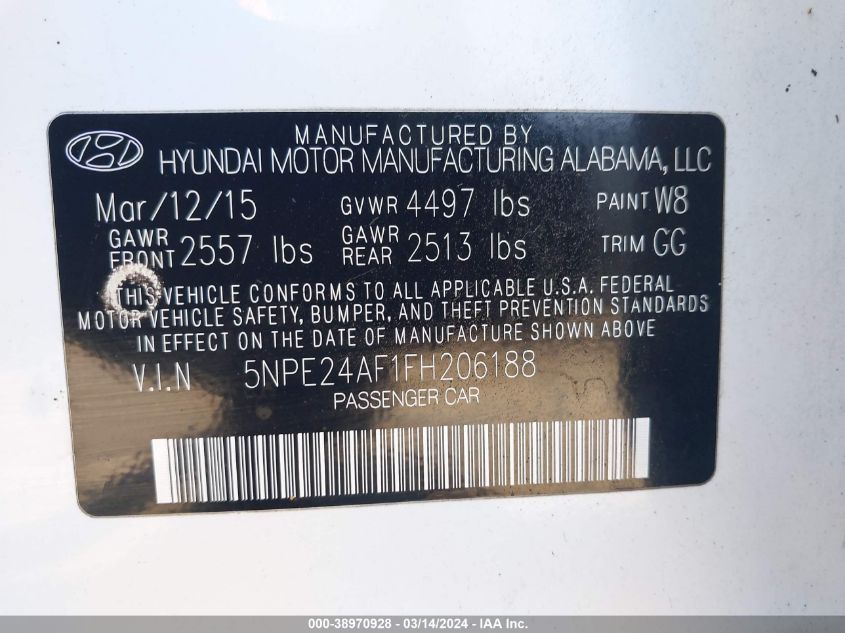 MANUFACTURED BY
HYUNDAI MOTOR MANUFACTURING ALABAMA, LLC
Mar/12/15 GVWR 4497 lbs PAINT W8
GAWR FRONT 2557 lbs GAWR REAR 2513 lbs TRIM GG
THIS VEHICLE CONFORMS TO ALL APPLICABLE U.S.A. FEDERAL
MOTOR VEHICLE SAFETY, BUMPER, AND THEFT PREVENTION STANDARDS
IN EFFECT ON THE DATE OF MANUFACTURE SHOWN ABOVE
V.I.N 5NPE24AF1FH206188
PASSENGER CAR
000-38970928 - 03/14/2024 - © IAA Inc.